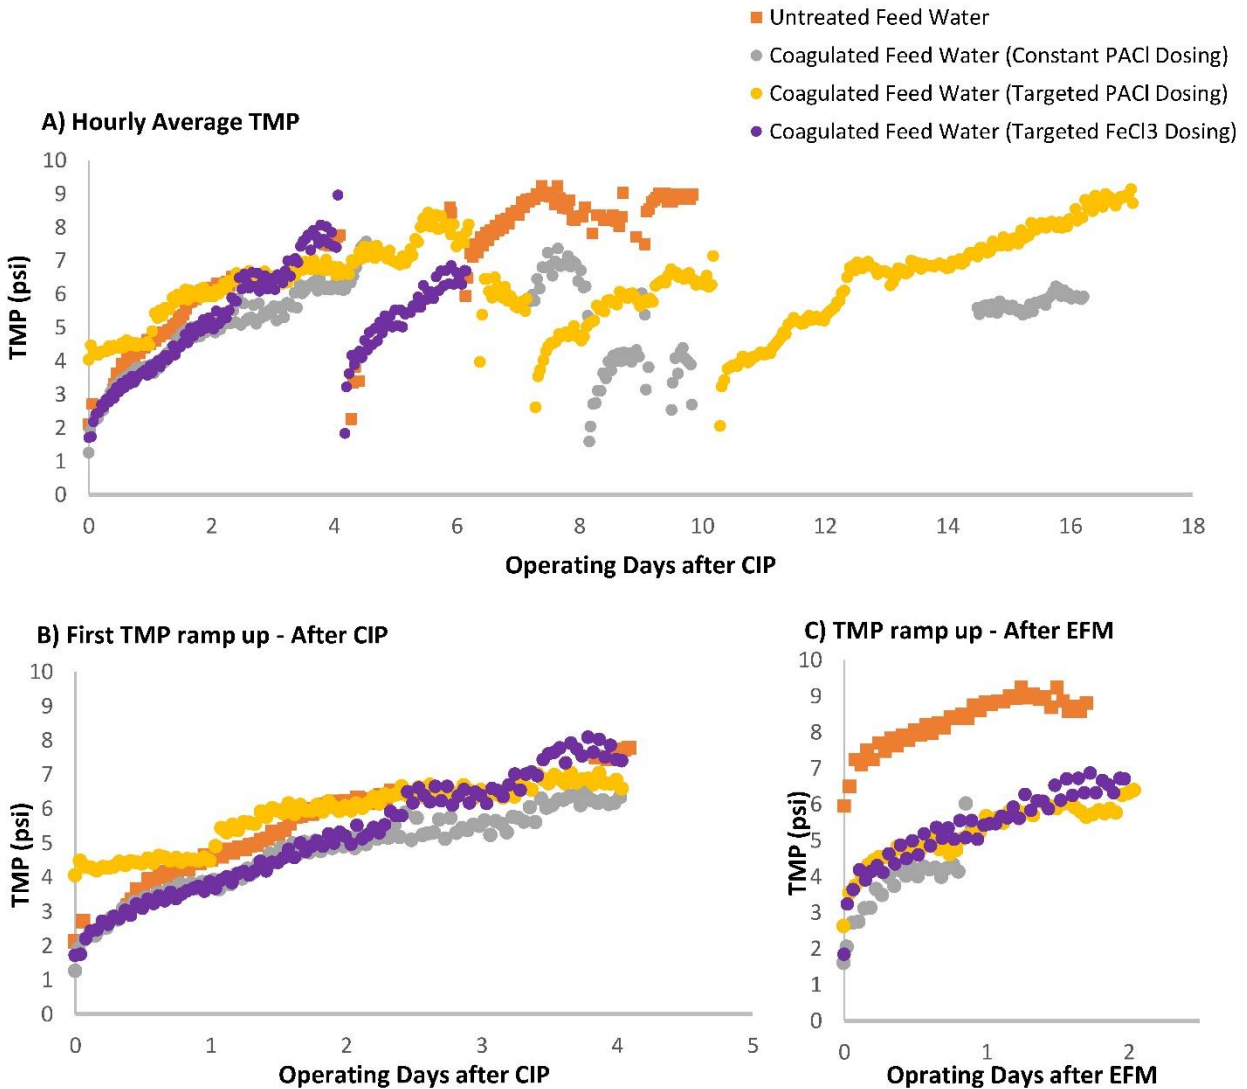 Untreated Feed Water
Coagulated Feed Water (Constant PACl Dosing)
Coagulated Feed Water (Targeted PACl Dosing)
Coagulated Feed Water (Targeted FeCl3 Dosing)
A) Hourly Average TMP
10
9
8
7
6
5
4
3
2
1
0
TMP (psi)
0 2 4 6 8 10 12 14 16 18
Operating Days after CIP
B) First TMP ramp up - After CIP
10
9
8
7
6
5
4
3
2
1
0
TMP (psi)
0 1 2 3 4 5
Operating Days after CIP
C) TMP ramp up - After EFM
10
9
8
7
6
5
4
3
2
1
0
TMP (psi)
0 1 2
Oprating Days after EFM